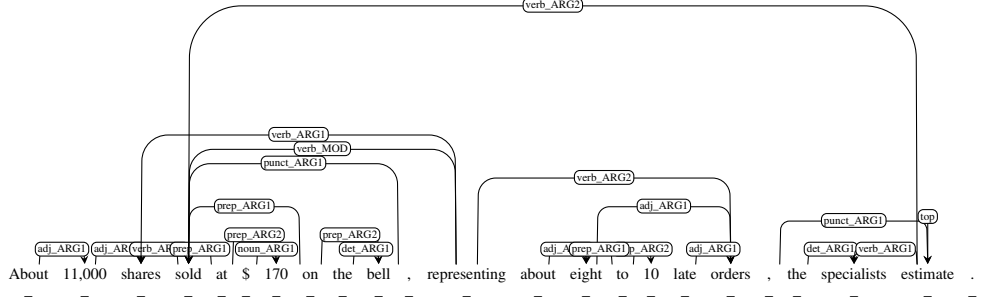 verb_ARG2
verb_ARG1
verb_MOD
punct_ARG1
verb_ARG2
prep_ARG1
adj_ARG1
punct_ARG1
top
prep_ARG2
prep_ARG2
adj_ARG1
prep_ARG1
noun_ARG1
det_ARG1
prep_ARG1
adj_ARG1
det_ARG1
verb_ARG1
About 11,000 shares sold at $ 170 on the bell , representing about eight to 10 late orders , the specialists estimate .
_ _ _ _ _ _ _ _ _ _ _ _ _ _ _ _ _ _ _ _ _ _ _